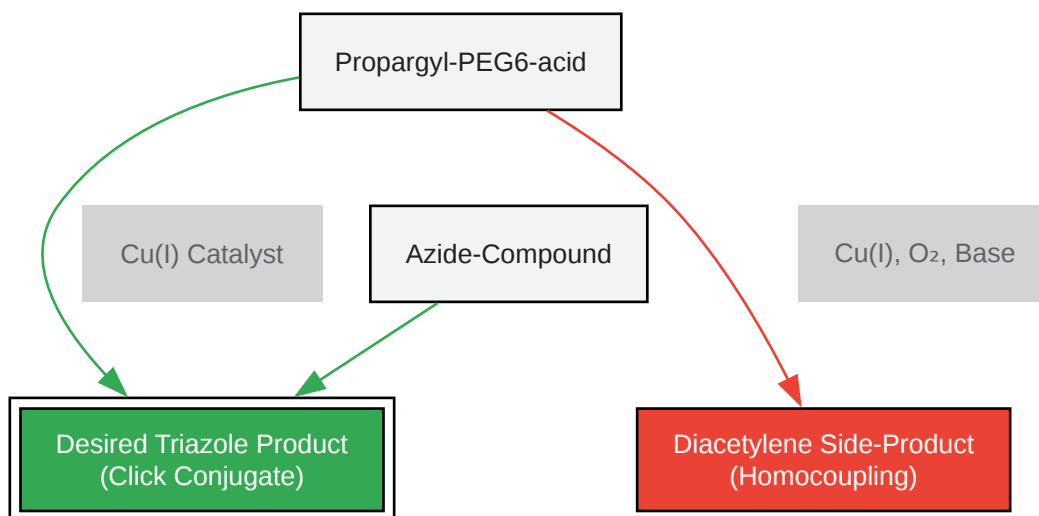 Propargyl-PEG6-acid
Cu(I) Catalyst
Azide-Compound
Cu(I), O₂, Base
Desired Triazole Product
(Click Conjugate)
Diacetylene Side-Product
(Homocoupling)